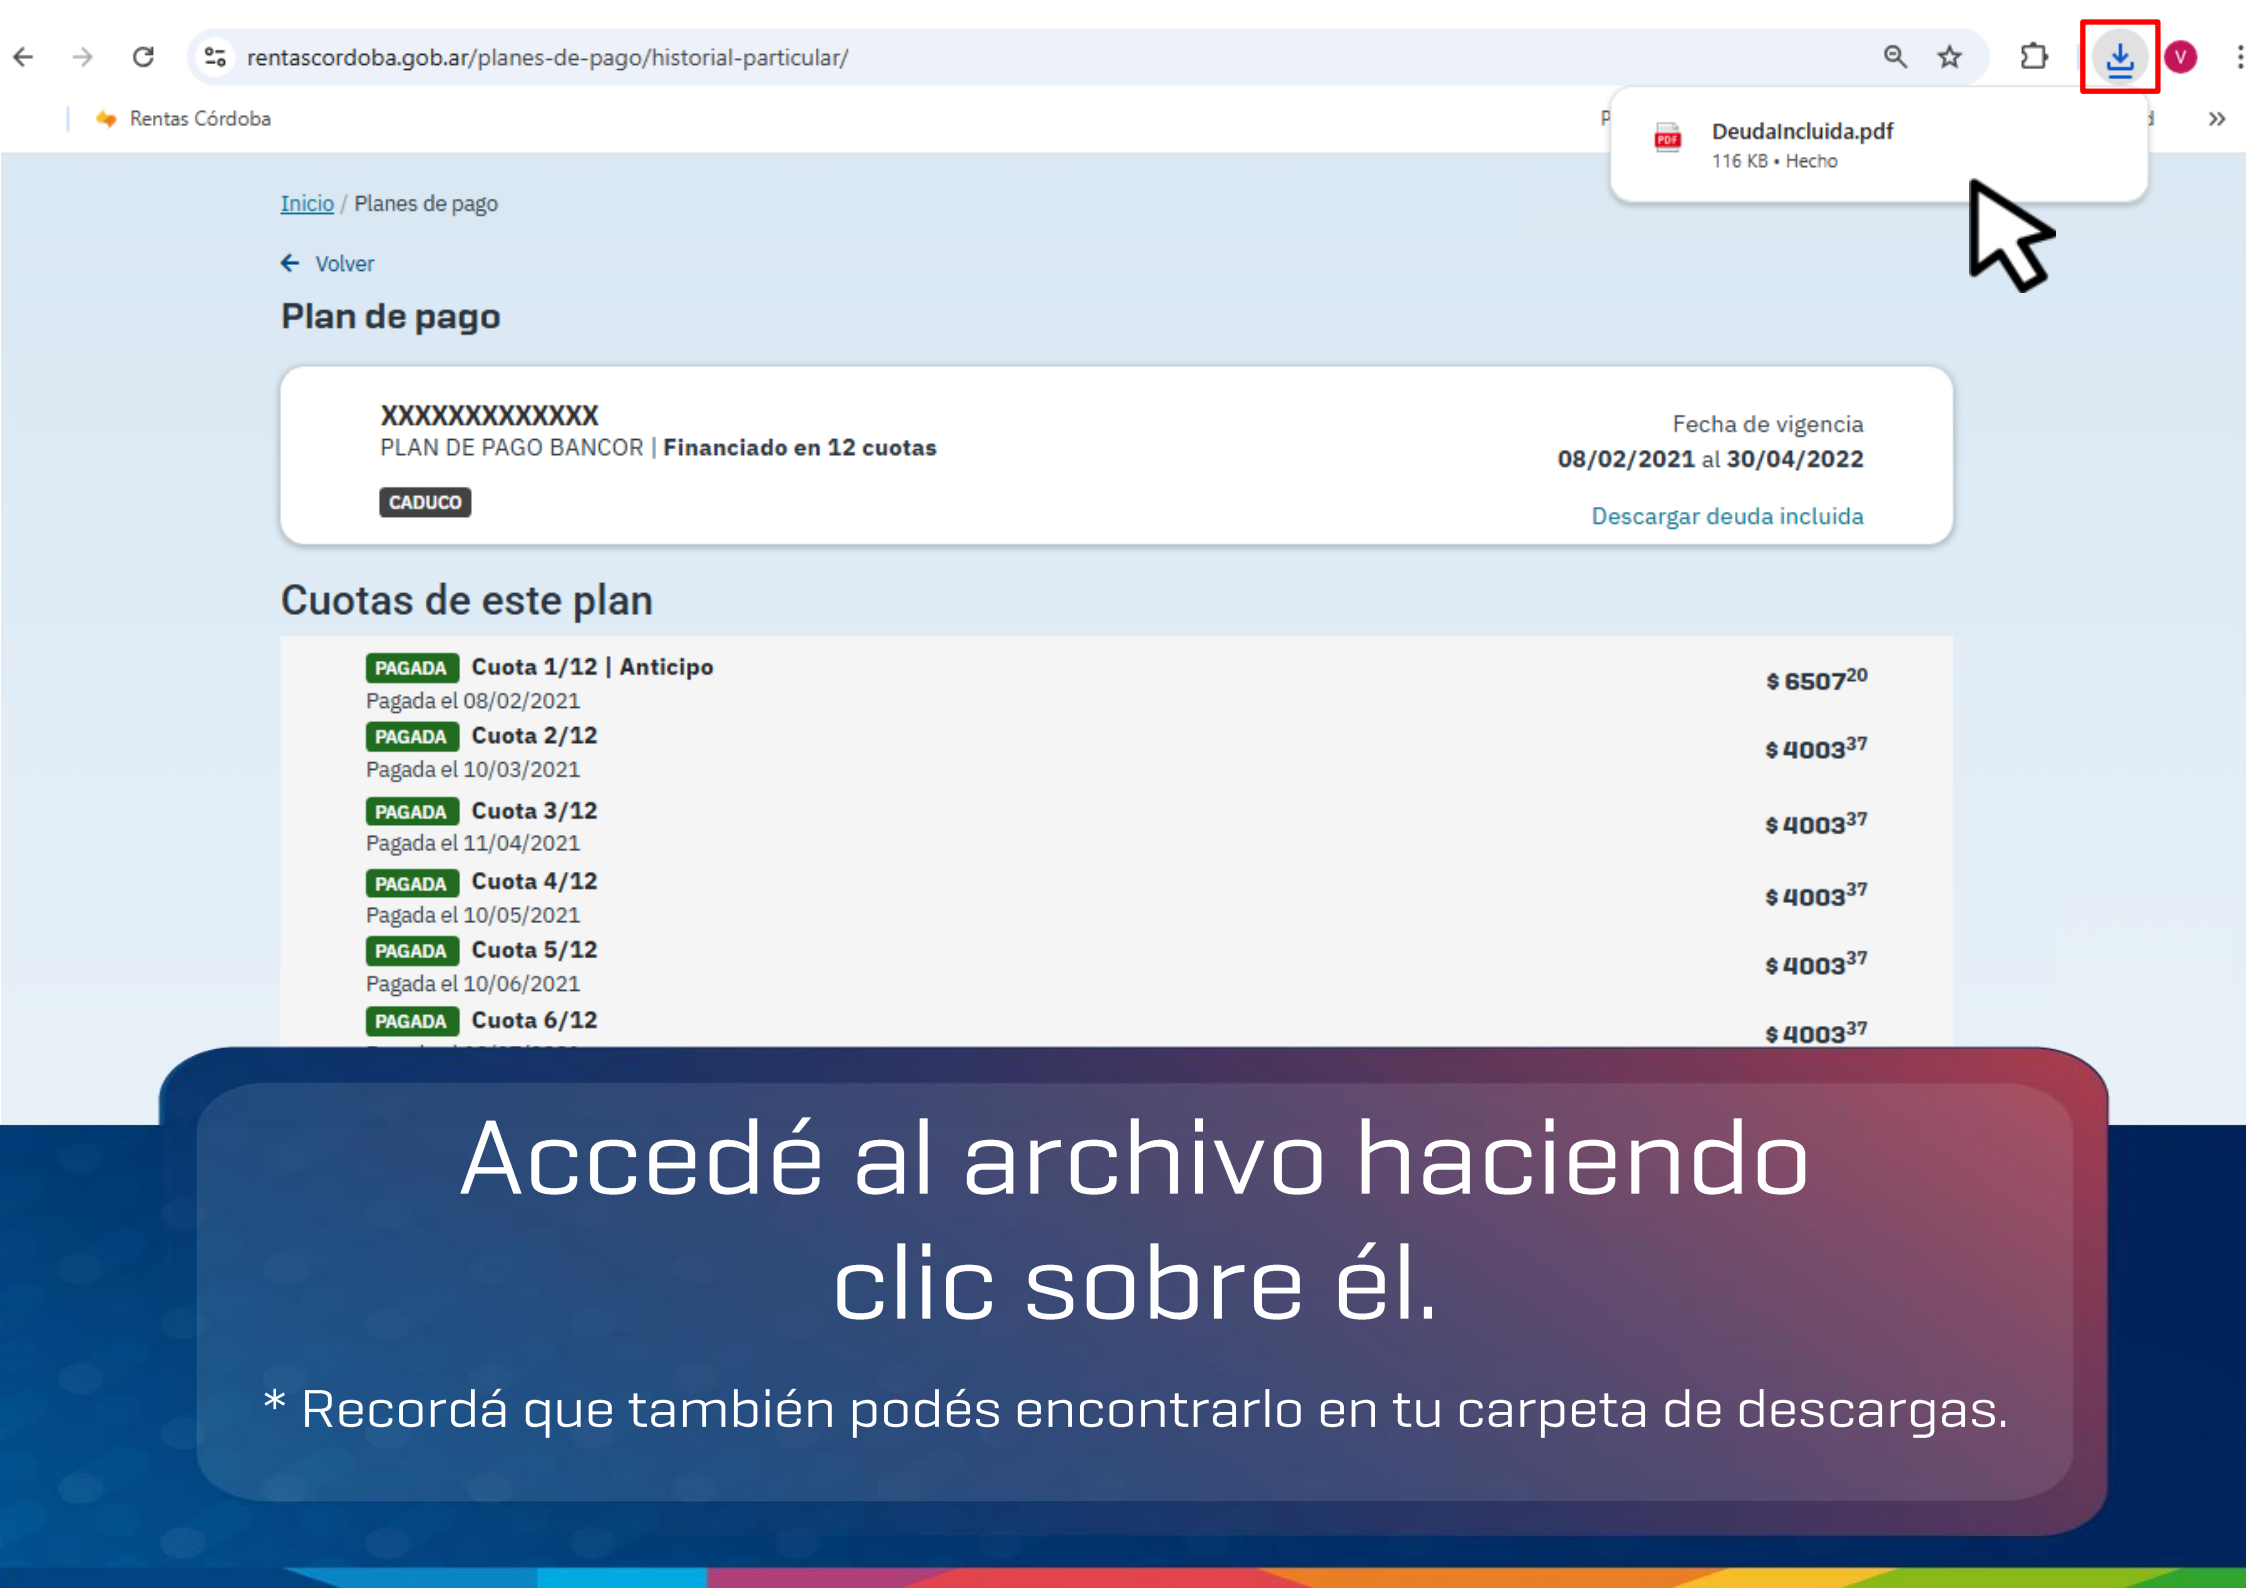 rentascordoba.gob.ar/planes-de-pago/historial-particular/
V
Rentas Córdoba
DeudaIncluida.pdf
116 KB • Hecho
Inicio / Planes de pago
Volver
Plan de pago
XXXXXXXXXXXXX
PLAN DE PAGO BANCOR | Financiado en 12 cuotas
CADUCO
Fecha de vigencia
08/02/2021 al 30/04/2022
Descargar deuda incluida
Cuotas de este plan
PAGADA Cuota 1/12 | Anticipo
Pagada el 08/02/2021
$ 6507 20
PAGADA Cuota 2/12
Pagada el 10/03/2021
$ 4003 37
PAGADA Cuota 3/12
Pagada el 11/04/2021
$ 4003 37
PAGADA Cuota 4/12
Pagada el 10/05/2021
$ 4003 37
PAGADA Cuota 5/12
Pagada el 10/06/2021
$ 4003 37
PAGADA Cuota 6/12
$ 4003 37
Accedé al archivo haciendo
clic sobre él.
* Recordá que también podés encontrarlo en tu carpeta de descargas.